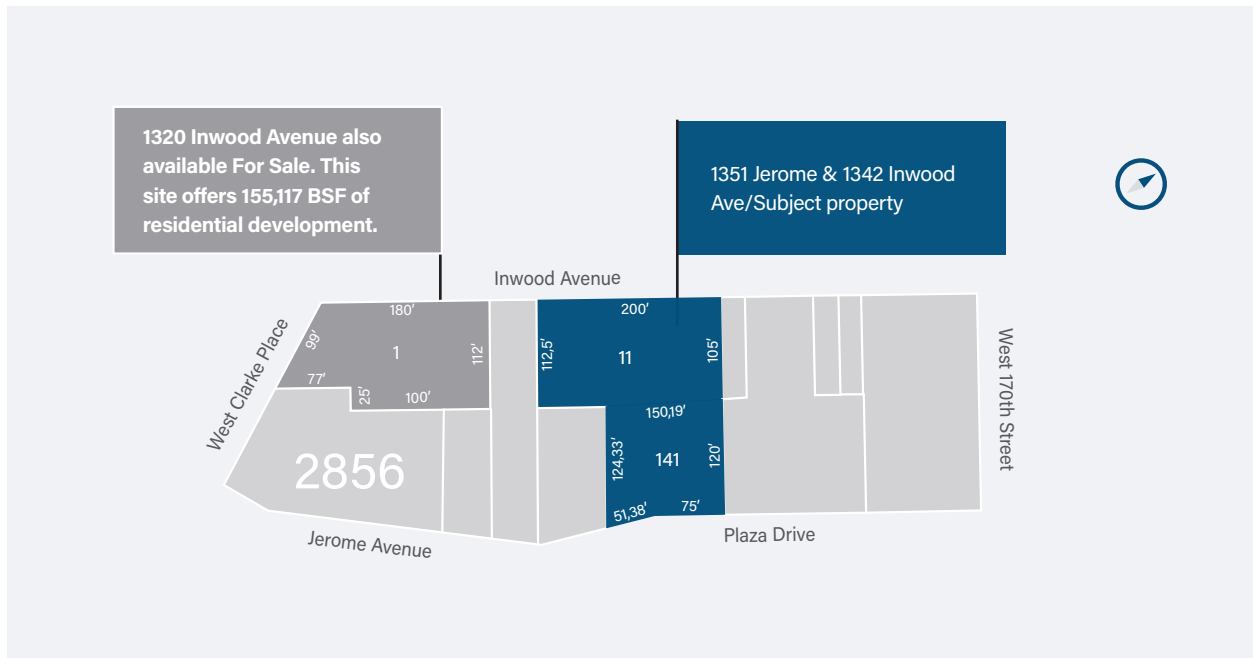 1320 Inwood Avenue also
available For Sale. This
site offers 155,117 BSF of
residential development.
1351 Jerome & 1342 Inwood
Ave/Subject property
Inwood Avenue
180′
99′
1
112′
77′
25′
100′
200′
112,5′
11
105′
150,19′
124,33′
141
120′
51,38′
75′
2856
West Clarke Place
West 170th Street
Jerome Avenue
Plaza Drive